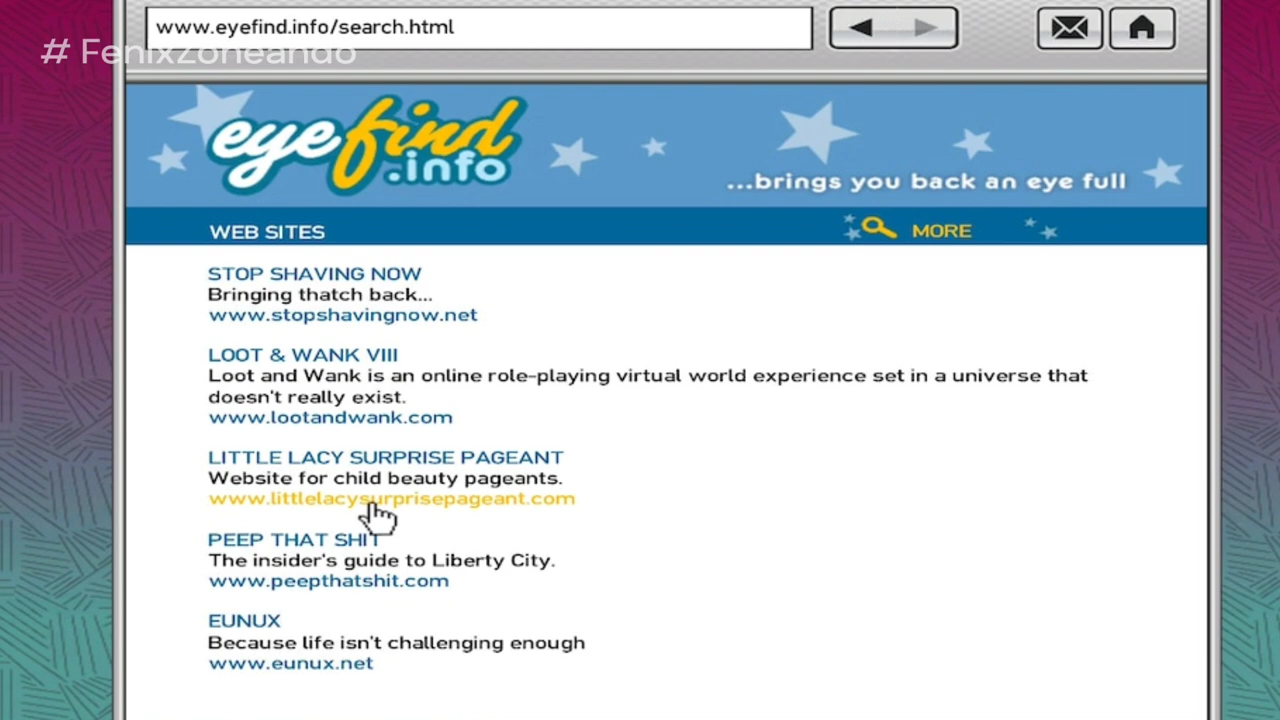 www.eyefind.info/search.html
# FenixZoneando
eyefind
.info
...brings you back an eye full
WEB SITES
MORE
STOP SHAVING NOW
Bringing thatch back...
www.stopshavingnow.net
LOOT & WANK VIII
Loot and Wank is an online role-playing virtual world experience set in a universe that
doesn't really exist.
www.lootandwank.com
LITTLE LACY SURPRISE PAGEANT
Website for child beauty pageants.
www.littlelacysurprisepageant.com
PEEP THAT SHIT
The insider's guide to Liberty City.
www.peepthatshit.com
EUNUX
Because life isn't challenging enough
www.eunux.net